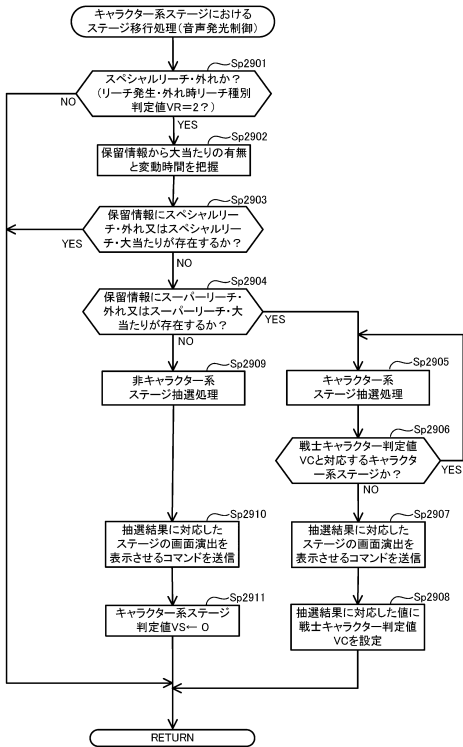 キャラクター系ステージにおける
ステージ移行処理(音声発光制御)
Sp2901
スペシャルリーチ・外れか?
(リーチ発生・外れ時リーチ種別
判定値VR=2?)
NO
YES
Sp2902
保留情報から大当たりの有無
と変動時間を把握
Sp2903
保留情報にスペシャルリー
チ・外れ又はスペシャルリー
チ・大当たりが存在するか?
YES
NO
Sp2904
保留情報にスーパーリーチ・
外れ又はスーパーリーチ・大
当たりが存在するか?
YES
NO
Sp2909
非キャラクター系
ステージ抽選処理
Sp2905
キャラクター系
ステージ抽選処理
Sp2906
戦士キャラクター判定値
VCと対応するキャラクタ
ー系ステージか?
YES
NO
Sp2910
抽選結果に対応した
ステージの画面演出を
表示させるコマンドを送信
Sp2907
抽選結果に対応した
ステージの画面演出を
表示させるコマンドを送信
Sp2911
キャラクター系ステージ
判定値VS← 0
Sp2908
抽選結果に対応した値に
戦士キャラクター判定値
VCを設定
RETURN